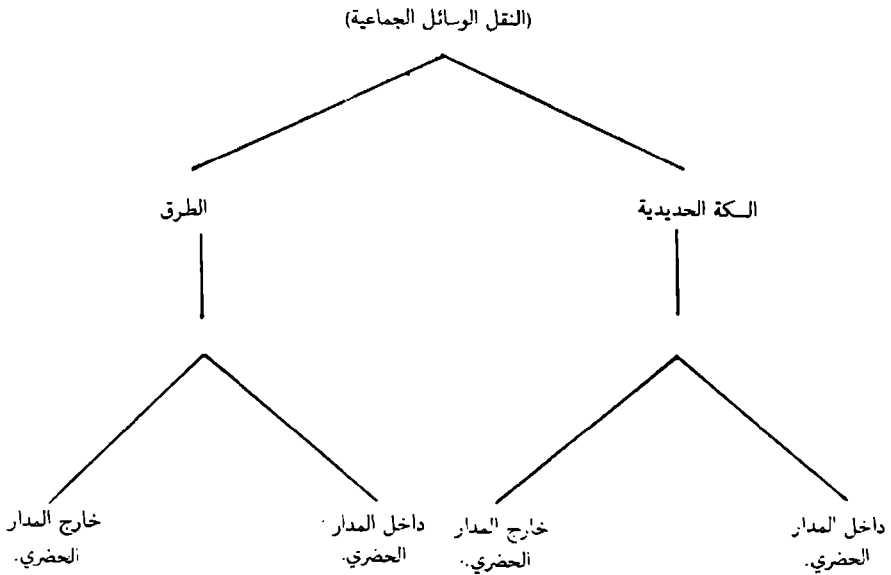 (النقل الوسائل الجماعية)
السكة الحديدية
الطرق
داخل المدار
الحضري.
خارج المدار
الحضري.
داخل المدار
الحضري.
خارج المدار
الحضري.